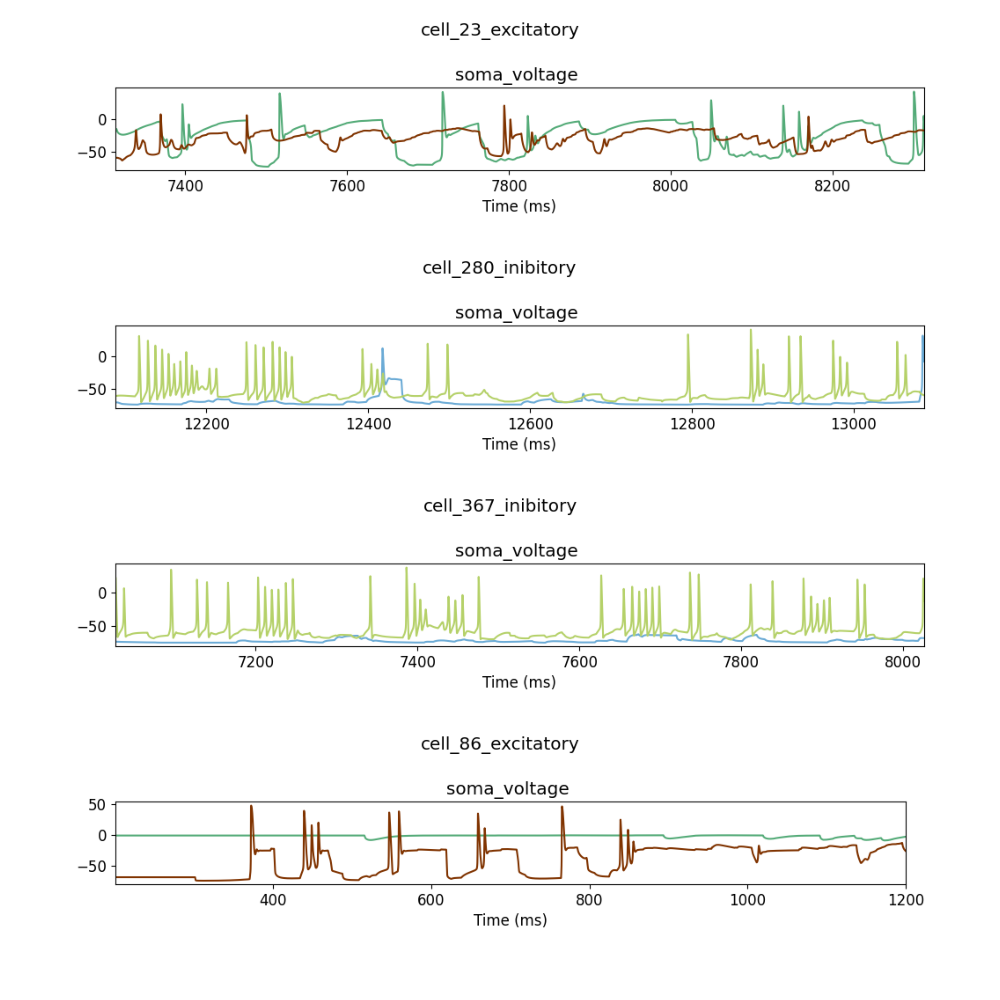 cell_23_excitatory
soma_voltage
0
−50
7400 7600 7800 8000 8200
Time (ms)
cell_280_inibitory
soma_voltage
0
−50
12200 12400 12600 12800 13000
Time (ms)
cell_367_inibitory
soma_voltage
0
−50
7200 7400 7600 7800 8000
Time (ms)
cell_86_excitatory
soma_voltage
50
0
−50
400 600 800 1000 1200
Time (ms)